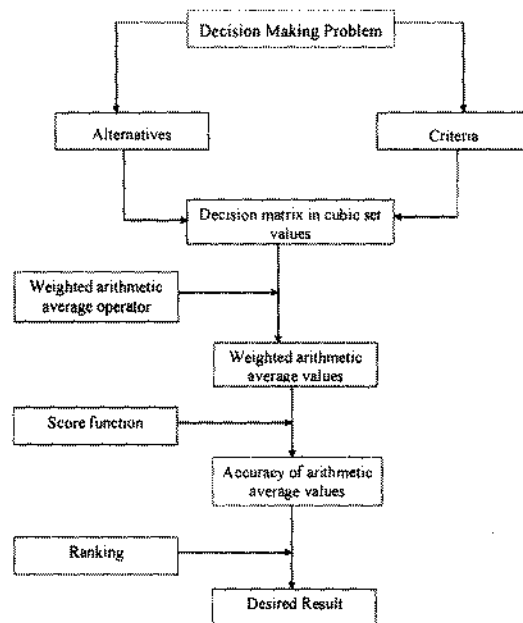 Decision Making Problem
Alternatives
Criteria
Decision matrix in cubic set
values
Weighted arithmetic
average operator
Weighted arithmetic
average values
Score function
Accuracy of arithmetic
average values
Ranking
Desired Result